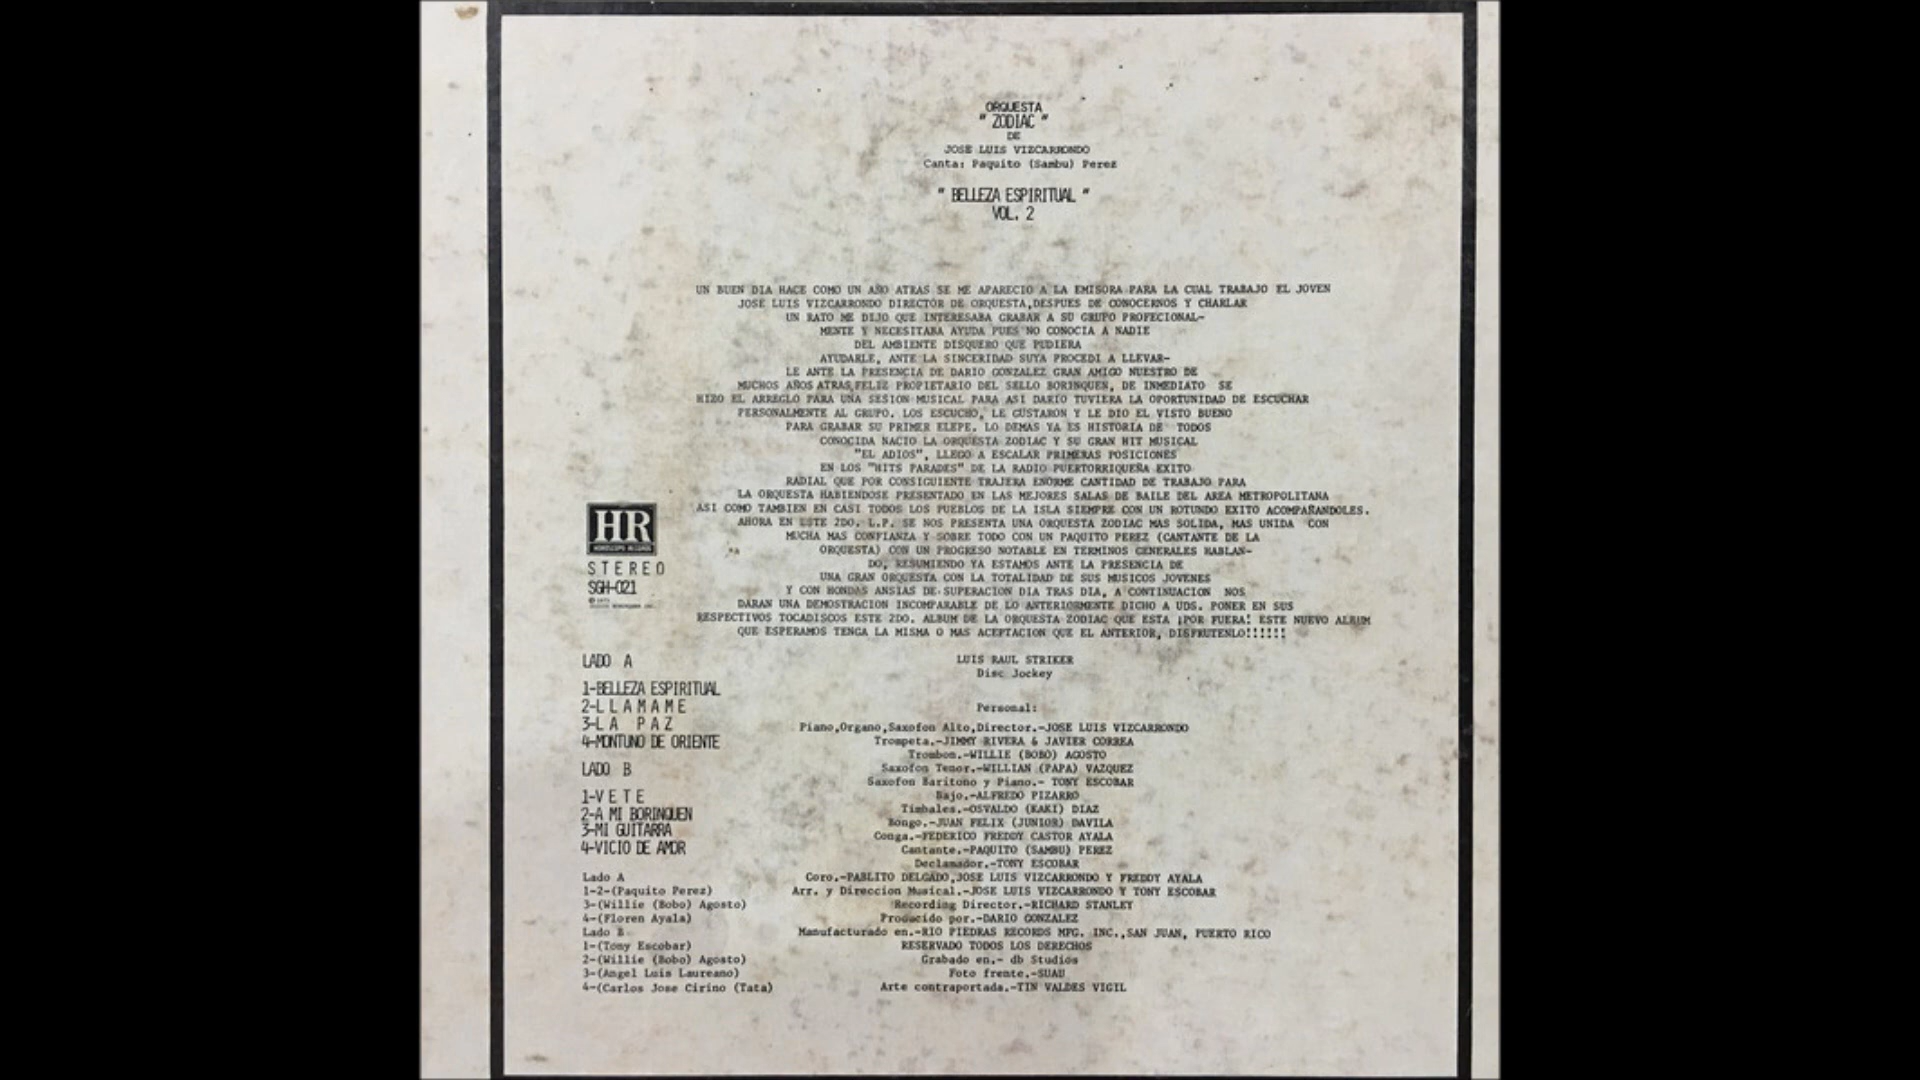 ORQUESTA
" ZODIAC "
DE
JOSE LUIS VIZCARRONDO
Canta: Paquito (Sambu) Perez
" BELLEZA ESPIRITUAL "
VOL. 2
UN BUEN DIA HACE COMO UN AÑO ATRAS SE ME APARECIO A LA EMISORA PARA LA CUAL TRABAJO EL JOVEN
JOSE LUIS VIZCARRONDO DIRECTOR DE ORQUESTA,DESPUES DE CONOCERNOS Y CHARLAR
UN RATO ME DIJO QUE INTERESABA GRABAR A SU GRUPO PROFECIONAL-
MENTE Y NECESITABA AYUDA PUES NO CONOCIA A NADIE
DEL AMBIENTE DISQUERO QUE PUDIERA
AYUDARLE, ANTE LA SINCERIDAD SUYA PROCEDI A LLEVAR-
LE ANTE LA PRESENCIA DE DARIO GONZALEZ GRAN AMIGO NUESTRO DE
MUCHOS AÑOS ATRAS,FELIZ PROPIETARIO DEL SELLO BORINQUEN, DE INMEDIATO SE
HIZO EL ARREGLO PARA UNA SESION MUSICAL PARA ASI DARIO TUVIERA LA OPORTUNIDAD DE ESCUCHAR
PERSONALMENTE AL GRUPO. LOS ESCUCHO, LE GUSTARON Y LE DIO EL VISTO BUENO
PARA GRABAR SU PRIMER ELEPE. LO DEMAS YA ES HISTORIA DE TODOS
CONOCIDA NACIO LA ORQUESTA ZODIAC Y SU GRAN HIT MUSICAL
"EL ADIOS", LLEGO A ESCALAR PRIMERAS POSICIONES
EN LOS "HITS PARADES" DE LA RADIO PUERTORRIQUEÑA EXITO
RADIAL QUE POR CONSIGUIENTE TRAJERA ENORME CANTIDAD DE TRABAJO PARA
LA ORQUESTA HABIENDOSE PRESENTADO EN LAS MEJORES SALAS DE BAILE DEL AREA METROPOLITANA
ASI COMO TAMBIEN EN CASI TODOS LOS PUEBLOS DE LA ISLA SIEMPRE CON UN ROTUNDO EXITO ACOMPAÑANDOLES.
AHORA EN ESTE 2DO. L.P. SE NOS PRESENTA UNA ORQUESTA ZODIAC MAS SOLIDA, MAS UNIDA CON
MUCHA MAS CONFIANZA Y SOBRE TODO CON UN PAQUITO PEREZ (CANTANTE DE LA
ORQUESTA) CON UN PROGRESO NOTABLE EN TERMINOS GENERALES HABLAN-
DO, RESUMIENDO YA ESTAMOS ANTE LA PRESENCIA DE
UNA GRAN ORQUESTA CON LA TOTALIDAD DE SUS MUSICOS JOVENES
Y CON HONDAS ANSIAS DE SUPERACION DIA TRAS DIA, A CONTINUACION NOS
DARAN UNA DEMOSTRACION INCOMPARABLE DE LO ANTERIORMENTE DICHO A UDS. PONER EN SUS
RESPECTIVOS TOCADISCOS ESTE 2DO. ALBUM DE LA ORQUESTA ZODIAC QUE ESTA ¡POR FUERA! ESTE NUEVO ALBUM
QUE ESPERAMOS TENGA LA MISMA O MAS ACEPTACION QUE EL ANTERIOR, DISFRUTENLO!!!!!!
LUIS RAUL STRIKER
Disc Jockey
HR
HOROSCOPO RECORDS
STEREO
SGH-021
LADO A
1-BELLEZA ESPIRITUAL
2-LLAMAME
3-LA PAZ
4-MONTUNO DE ORIENTE
LADO B
1-VETE
2-A MI BORINQUEN
3-MI GUITARRA
4-VICIO DE AMOR
Lado A
1-2-(Paquito Perez)
3-(Willie (Bobo) Agosto)
4-(Floren Ayala)
Lado B
1-(Tony Escobar)
2-(Willie (Bobo) Agosto)
3-(Angel Luis Laureano)
4-(Carlos Jose Cirino (Tata)
Personal:
Piano,Organo,Saxofon Alto,Director.-JOSE LUIS VIZCARRONDO
Trompeta.-JIMMY RIVERA & JAVIER CORREA
Trombon.-WILLIE (BOBO) AGOSTO
Saxofon Tenor.-WILLIAN (PAPA) VAZQUEZ
Saxofon Baritono y Piano.- TONY ESCOBAR
Bajo.-ALFREDO PIZARRO
Timbales.-OSVALDO (KAKI) DIAZ
Bongo.-JUAN FELIX (JUNIOR) DAVILA
Conga.-FEDERICO FREDDY CASTOR AYALA
Cantante.-PAQUITO (SAMBU) PEREZ
Declamador.-TONY ESCOBAR
Coro.-PABLITO DELGADO,JOSE LUIS VIZCARRONDO Y FREDDY AYALA
Arr. y Direccion Musical.-JOSE LUIS VIZCARRONDO Y TONY ESCOBAR
Recording Director.-RICHARD STANLEY
Producido por.-DARIO GONZALEZ
Manufacturado en.-RIO PIEDRAS RECORDS MFG. INC.,SAN JUAN, PUERTO RICO
RESERVADO TODOS LOS DERECHOS
Grabado en.- db Studios
Foto frente.-SUAU
Arte contraportada.-TIN VALDES VIGIL